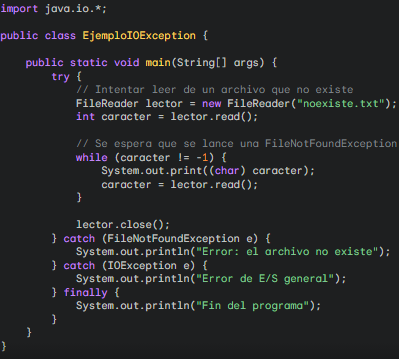 import java.io.*;

public class EjemploIOException {

    public static void main(String[] args) {
        try {
            // Intentar leer de un archivo que no existe
            FileReader lector = new FileReader("noexiste.txt");
            int caracter = lector.read();

            // Se espera que se lance una FileNotFoundException
            while (caracter != -1) {
                System.out.print((char) caracter);
                caracter = lector.read();
            }

            lector.close();
        } catch (FileNotFoundException e) {
            System.out.println("Error: el archivo no existe");
        } catch (IOException e) {
            System.out.println("Error de E/S general");
        } finally {
            System.out.println("Fin del programa");
        }
    }
}